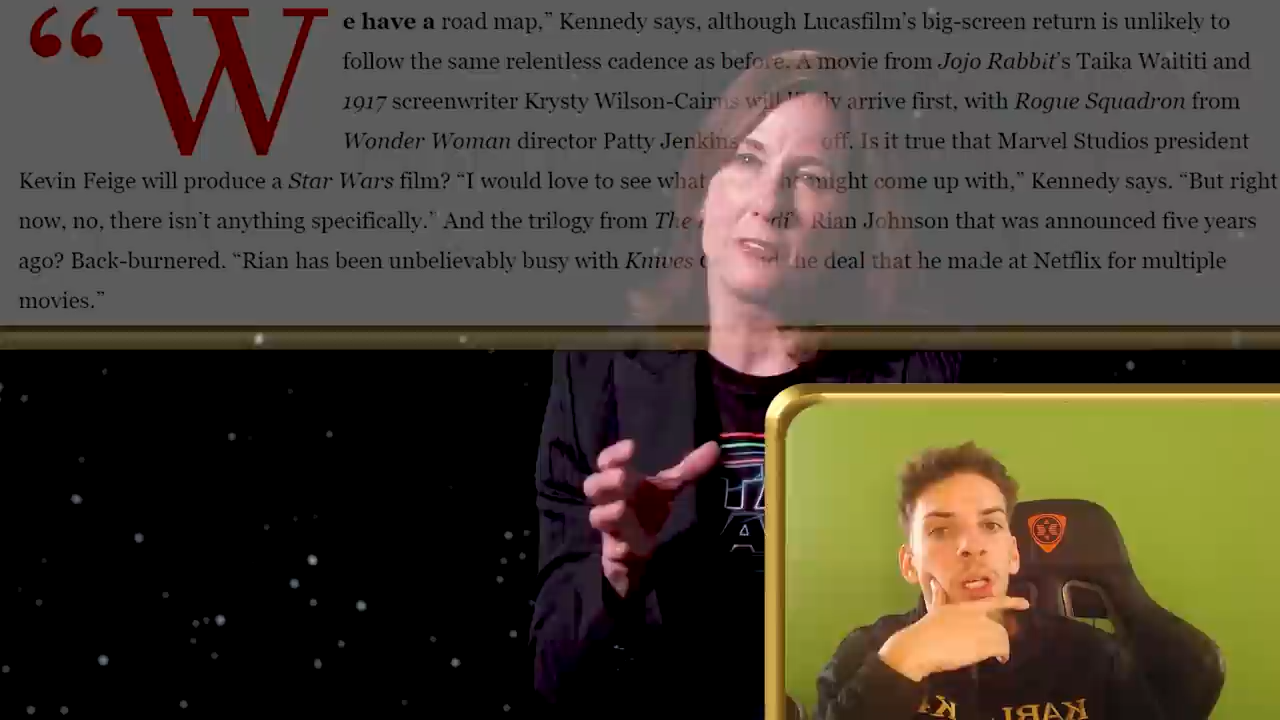 “We have a road map,” Kennedy says, although Lucasfilm’s big-screen return is unlikely to
follow the same relentless cadence as before. A movie from Jojo Rabbit’s Taika Waititi and
1917 screenwriter Krysty Wilson-Cairns will likely arrive first, with Rogue Squadron from
Wonder Woman director Patty Jenkins off. Is it true that Marvel Studios president
Kevin Feige will produce a Star Wars film? “I would love to see what he might come up with,” Kennedy says. “But right
now, no, there isn’t anything specifically.” And the trilogy from The Rian Johnson that was announced five years
ago? Back-burnered. “Rian has been unbelievably busy with Knives and the deal that he made at Netflix for multiple
movies.”
KARL